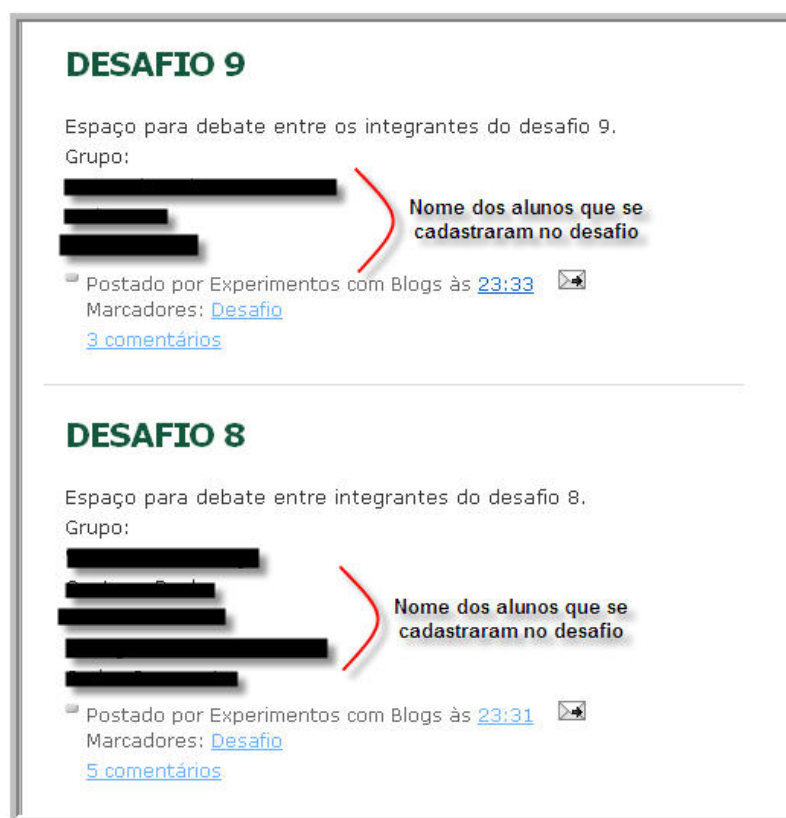 DESAFIO 9
Espaço para debate entre os integrantes do desafio 9.
Grupo:
Nome dos alunos que se
cadastraram no desafio
Postado por Experimentos com Blogs às 23:33
Marcadores: Desafio
3 comentários
DESAFIO 8
Espaço para debate entre integrantes do desafio 8.
Grupo:
Nome dos alunos que se
cadastraram no desafio
Postado por Experimentos com Blogs às 23:31
Marcadores: Desafio
5 comentários